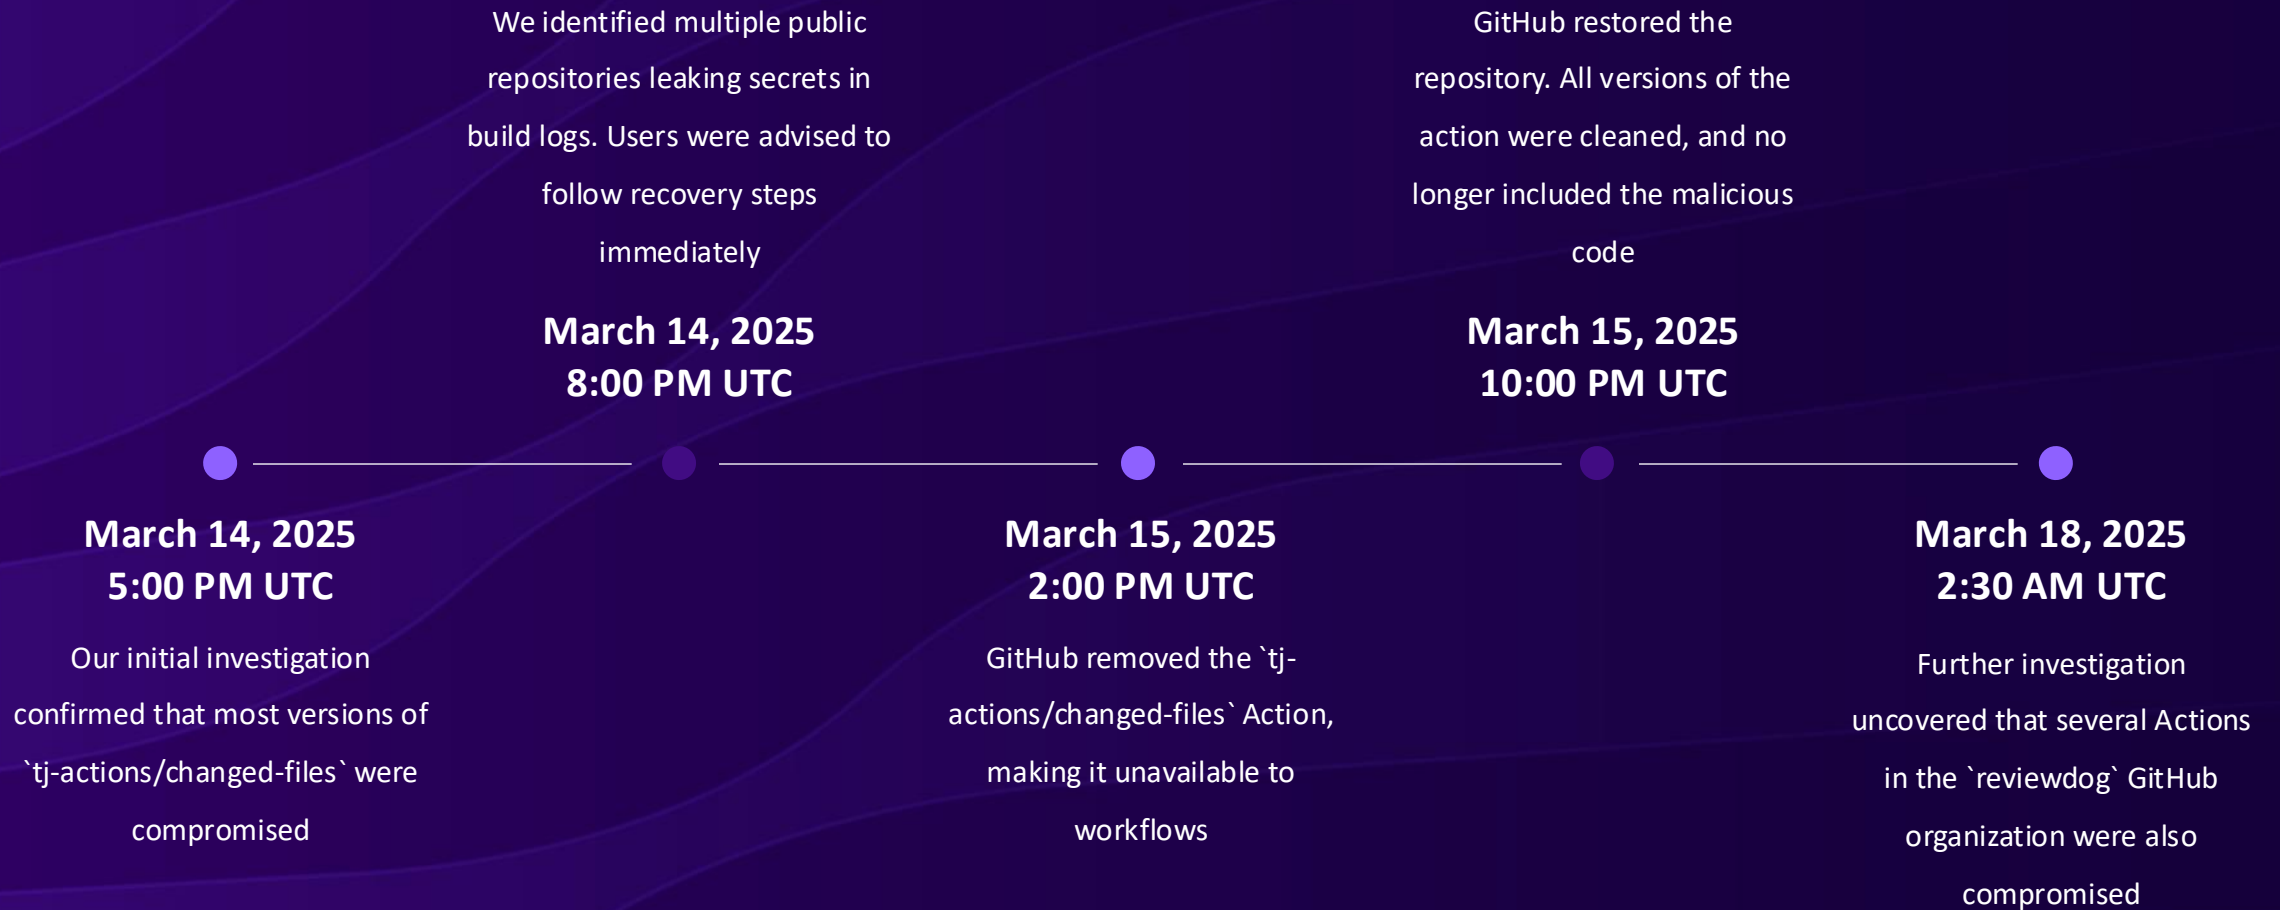 We identified multiple public
repositories leaking secrets in
build logs. Users were advised to
follow recovery steps
immediately
March 14, 2025
8:00 PM UTC
GitHub restored the
repository. All versions of the
action were cleaned, and no
longer included the malicious
code
March 15, 2025
10:00 PM UTC
March 14, 2025
5:00 PM UTC
Our initial investigation
confirmed that most versions of
`tj-actions/changed-files` were
compromised
March 15, 2025
2:00 PM UTC
GitHub removed the `tj-
actions/changed-files` Action,
making it unavailable to
workflows
March 18, 2025
2:30 AM UTC
Further investigation
uncovered that several Actions
in the `reviewdog` GitHub
organization were also
compromised